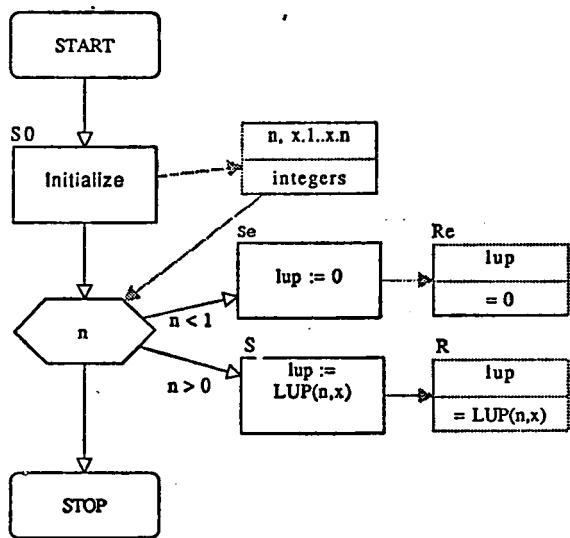 START
S0
Initialize
n, x.1..x.n
integers
Se
lup := 0
Re
lup
= 0
n
n < 1
n > 0
S
lup :=
LUP(n,x)
R
lup
= LUP(n,x)
STOP